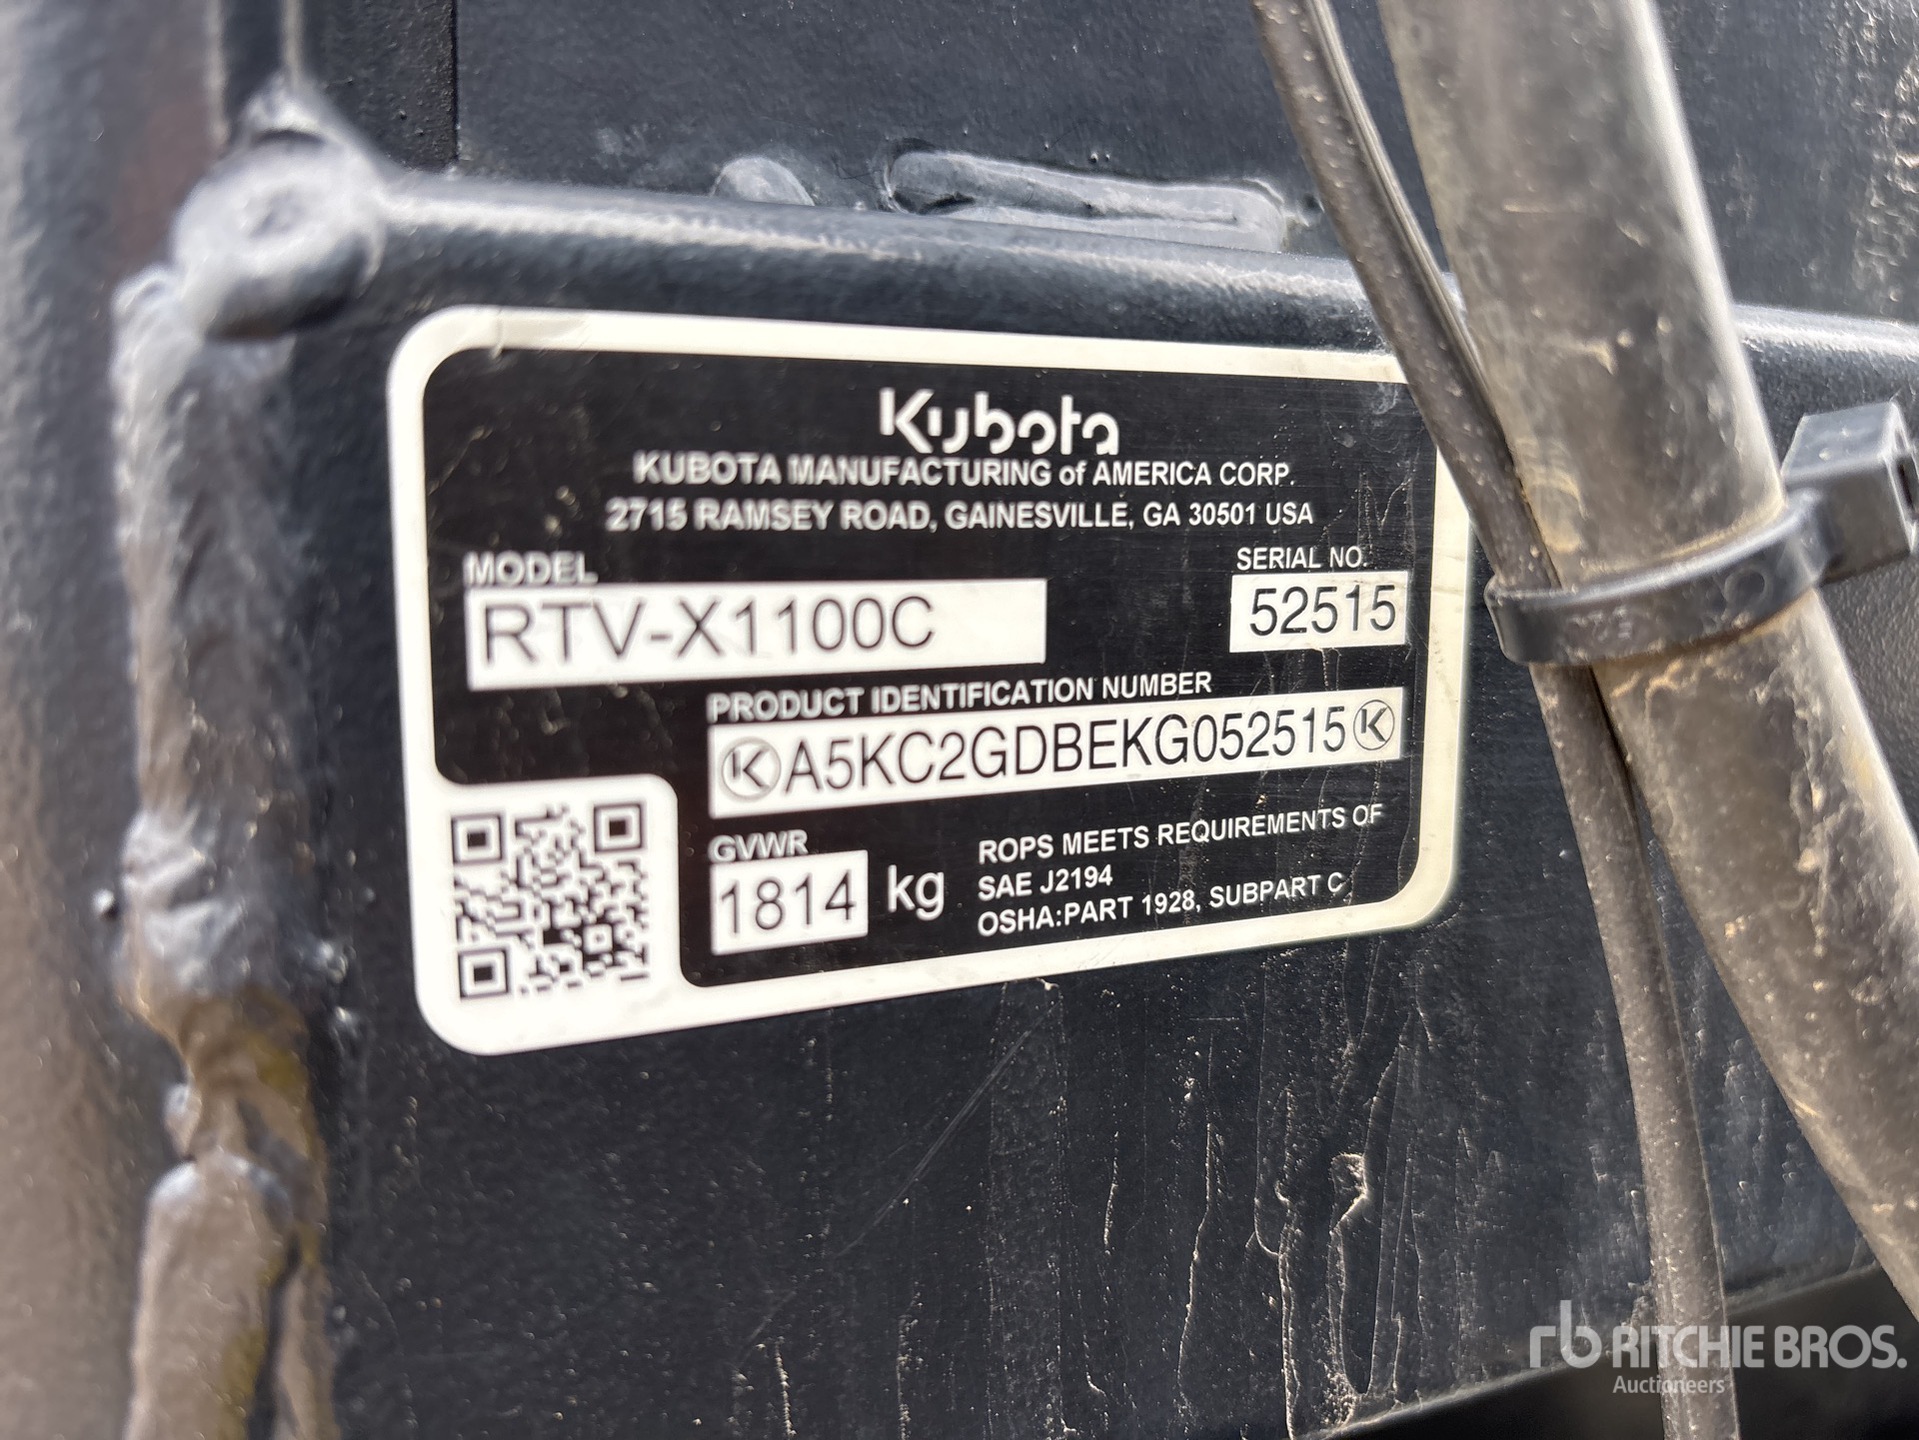 Kubota
KUBOTA MANUFACTURING of AMERICA CORP.
2715 RAMSEY ROAD, GAINESVILLE, GA 30501 USA
MODEL
RTV-X1100C
SERIAL NO.
52515
PRODUCT IDENTIFICATION NUMBER
K A5KC2GDBEKG052515 K
GVWR
1814 kg
ROPS MEETS REQUIREMENTS OF
SAE J2194
OSHA:PART 1928, SUBPART C
rb RITCHIE BROS.
Auctioneers